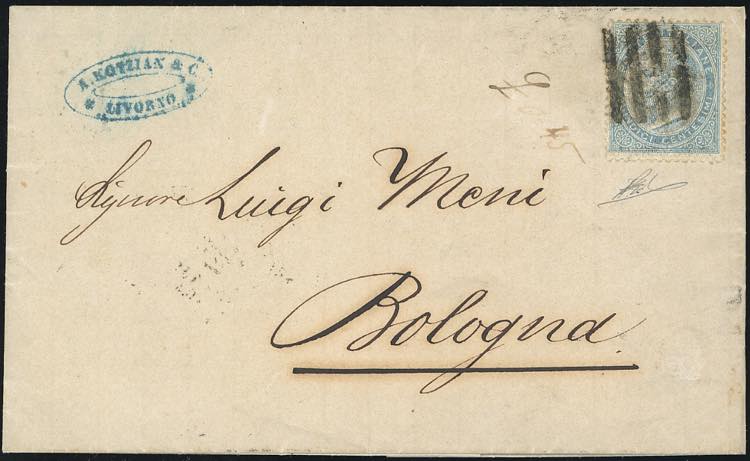 A. KOTZIAN & C.
LIVORNO
Signore Luigi Meni
Bologna